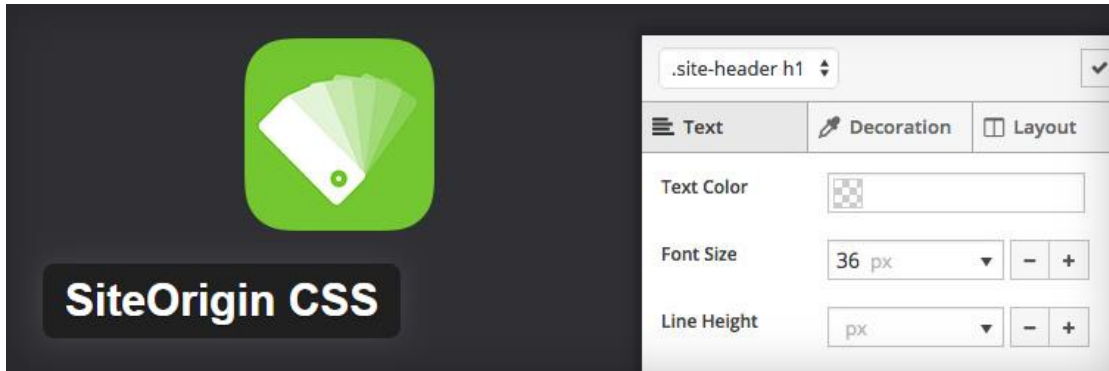 SiteOrigin CSS
.site-header h1
Text Decoration Layout
Text Color
Font Size 36 px - +
Line Height px - +